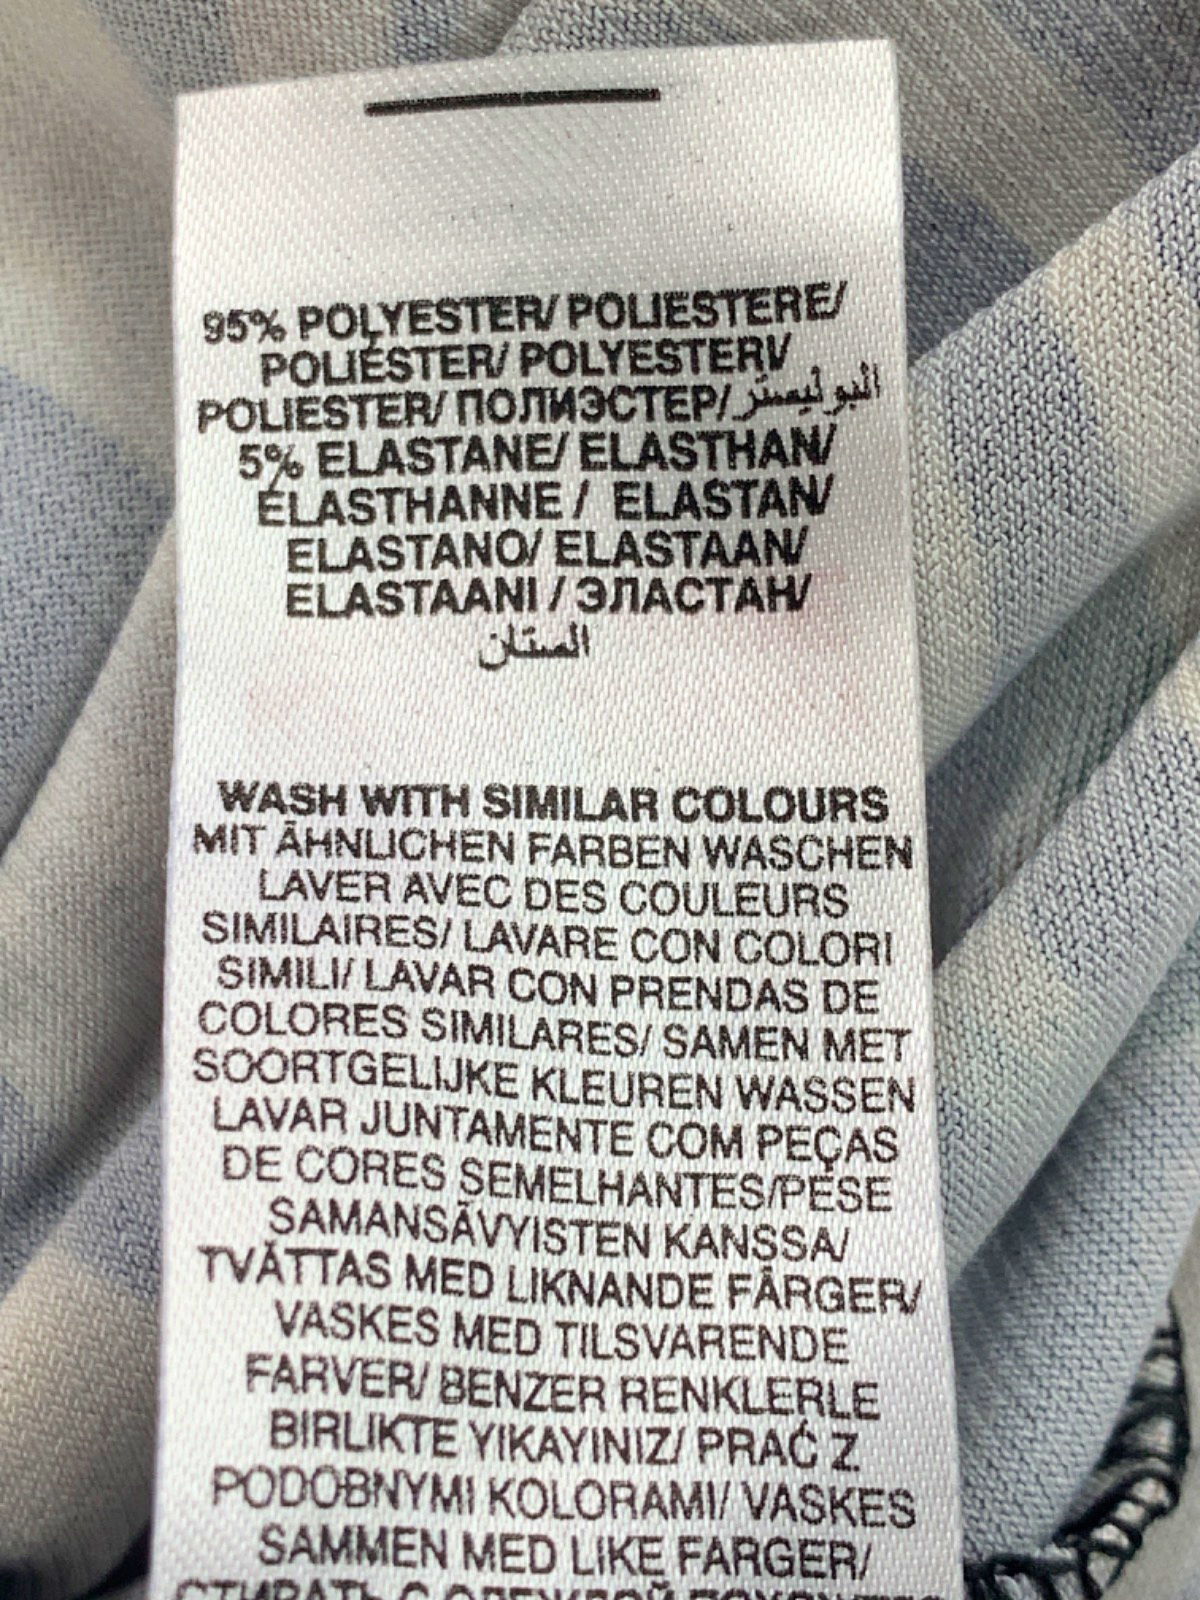 95% POLYESTER/ POLIESTERE/
POLIÉSTER/ POLYESTERI/
POLIESTER/ ПОЛИЭСТЕР/ البوليستر
5% ELASTANE/ ELASTHAN/
ÉLASTHANNE / ELASTAN/
ELASTANO/ ELASTAAN/
ELASTAANI / ЭЛАСТАН/
الستان
WASH WITH SIMILAR COLOURS
MIT ÄHNLICHEN FARBEN WASCHEN
LAVER AVEC DES COULEURS
SIMILAIRES/ LAVARE CON COLORI
SIMILI/ LAVAR CON PRENDAS DE
COLORES SIMILARES/ SAMEN MET
SOORTGELIJKE KLEUREN WASSEN
LAVAR JUNTAMENTE COM PEÇAS
DE CORES SEMELHANTES/PESE
SAMANSÄVYISTEN KANSSA/
TVÄTTAS MED LIKNANDE FÄRGER/
VASKES MED TILSVARENDE
FARVER/ BENZER RENKLERLE
BIRLIKTE YIKAYINIZ/ PRAĆ Z
PODOBNYMI KOLORAMI/ VASKES
SAMMEN MED LIKE FARGER/
СТИРАТЬ С ОДЕЖДОЙ